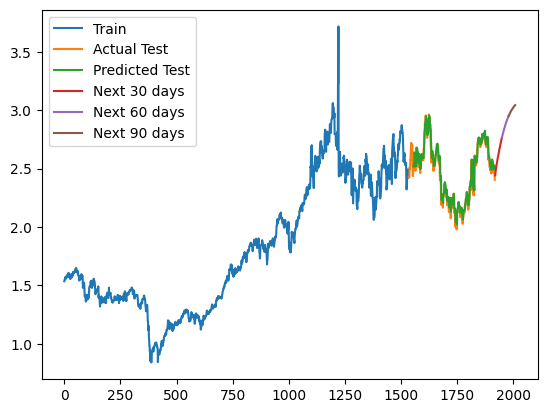 Train
Actual Test
Predicted Test
Next 30 days
Next 60 days
Next 90 days
3.5
3.0
2.5
2.0
1.5
1.0
0 250 500 750 1000 1250 1500 1750 2000